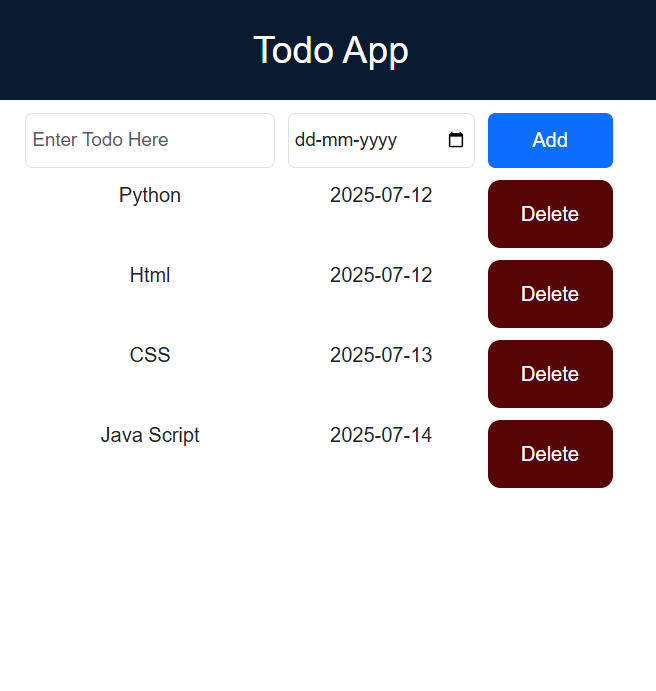 Todo App
Enter Todo Here dd-mm-yyyy Add
Python 2025-07-12 Delete
Html 2025-07-12 Delete
CSS 2025-07-13 Delete
Java Script 2025-07-14 Delete